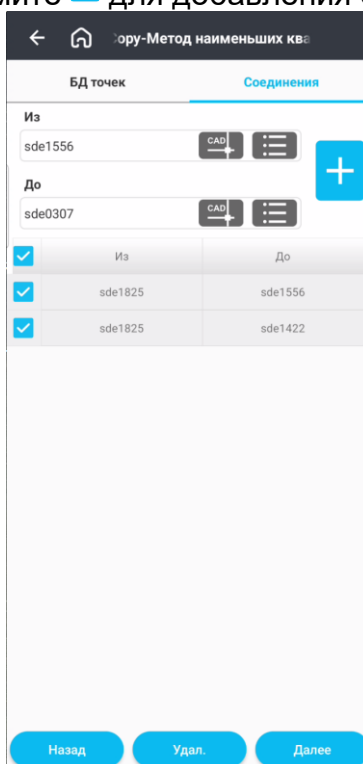 для добавления
Copy-Метод наименьших ква
БД точек Соединения
Из
sde1556 CAD
До
sde0307 CAD
Из До
sde1825 sde1556
sde1825 sde1422
Назад Удал. Далее